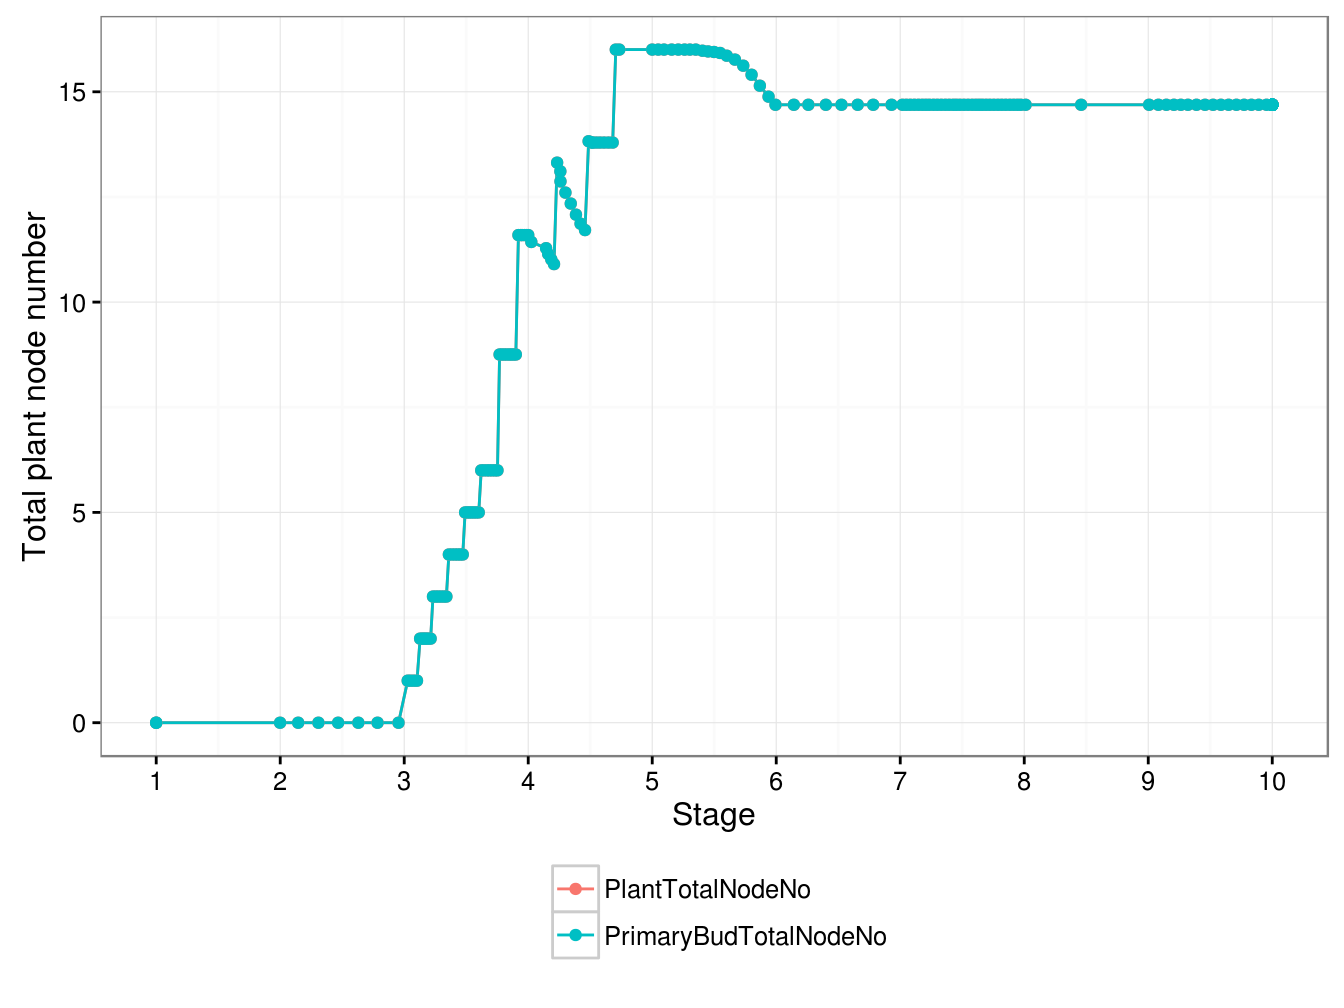 Total plant node number
15
10
5
0
1 2 3 4 5 6 7 8 9 10
Stage
PlantTotalNodeNo
PrimaryBudTotalNodeNo